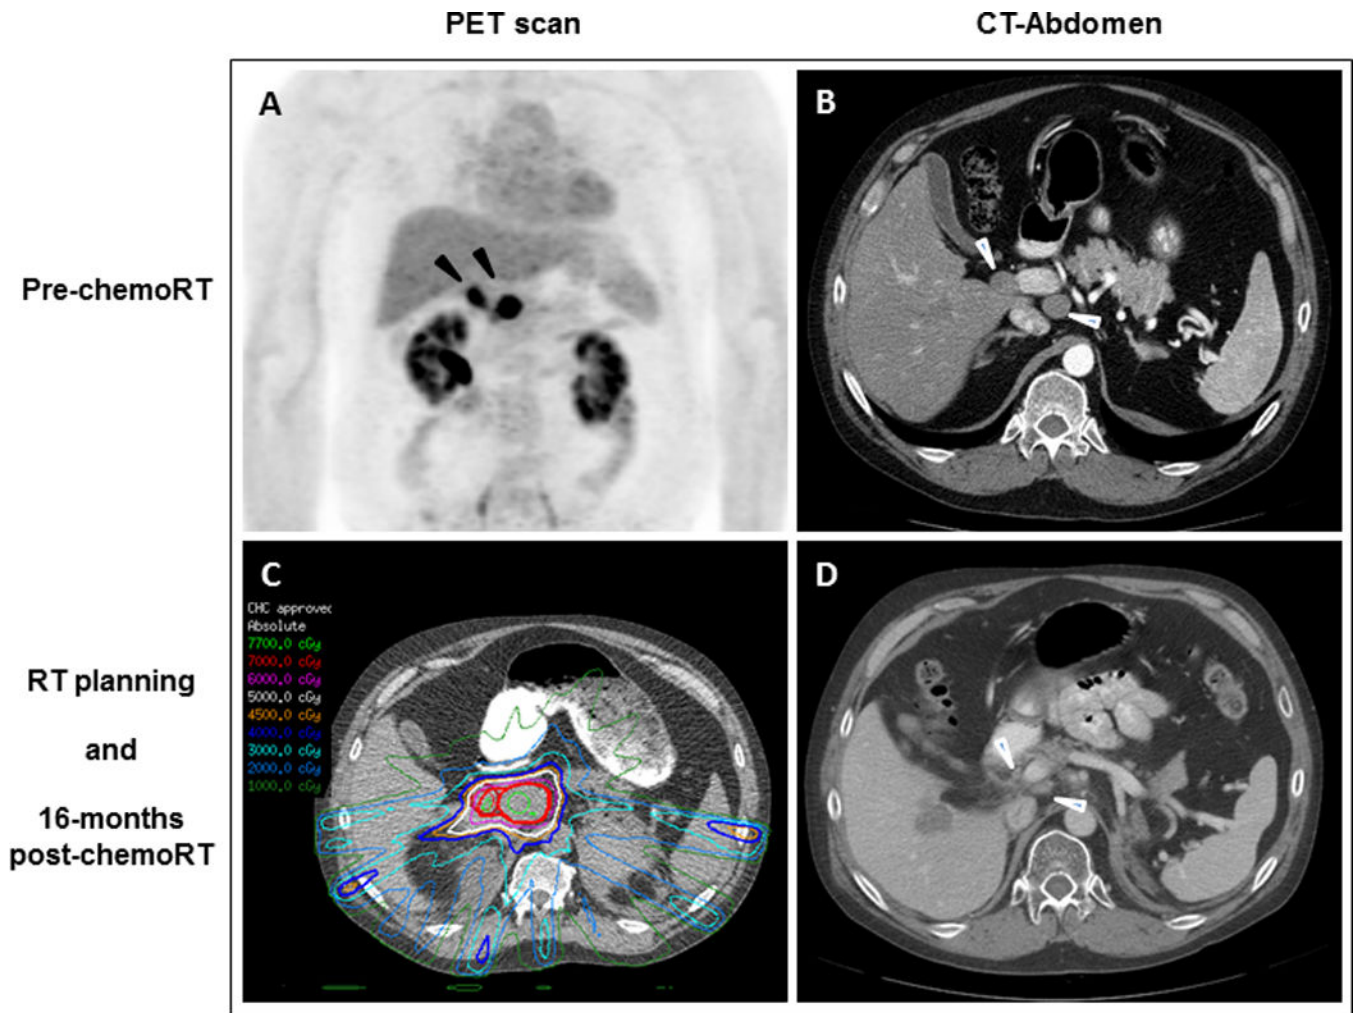 PET scan
CT-Abdomen
A
B
Pre-chemoRT
C
D
CHC approved
Absolute
7700.0 cGy
7000.0 cGy
6000.0 cGy
5000.0 cGy
4500.0 cGy
4000.0 cGy
3000.0 cGy
2000.0 cGy
1000.0 cGy
RT planning
and
16-months
post-chemoRT